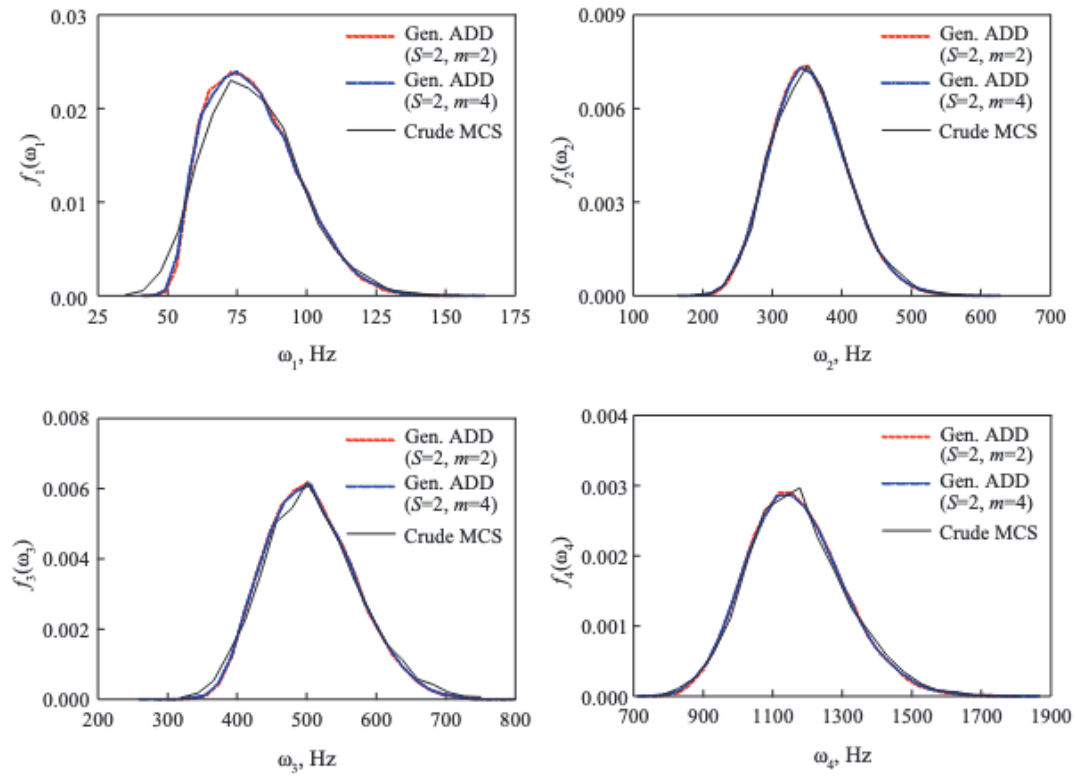 0.03
0.02
0.01
0.00
f₁(ω₁)
25 50 75 100 125 150 175
ω₁, Hz
Gen. ADD
(S=2, m=2)
Gen. ADD
(S=2, m=4)
Crude MCS
0.009
0.006
0.003
0.000
f₂(ω₂)
100 200 300 400 500 600 700
ω₂, Hz
Gen. ADD
(S=2, m=2)
Gen. ADD
(S=2, m=4)
Crude MCS
0.008
0.006
0.004
0.002
0.000
f₃(ω₃)
200 300 400 500 600 700 800
ω₃, Hz
Gen. ADD
(S=2, m=2)
Gen. ADD
(S=2, m=4)
Crude MCS
0.004
0.003
0.002
0.001
0.000
f₄(ω₄)
700 900 1100 1300 1500 1700 1900
ω₄, Hz
Gen. ADD
(S=2, m=2)
Gen. ADD
(S=2, m=4)
Crude MCS